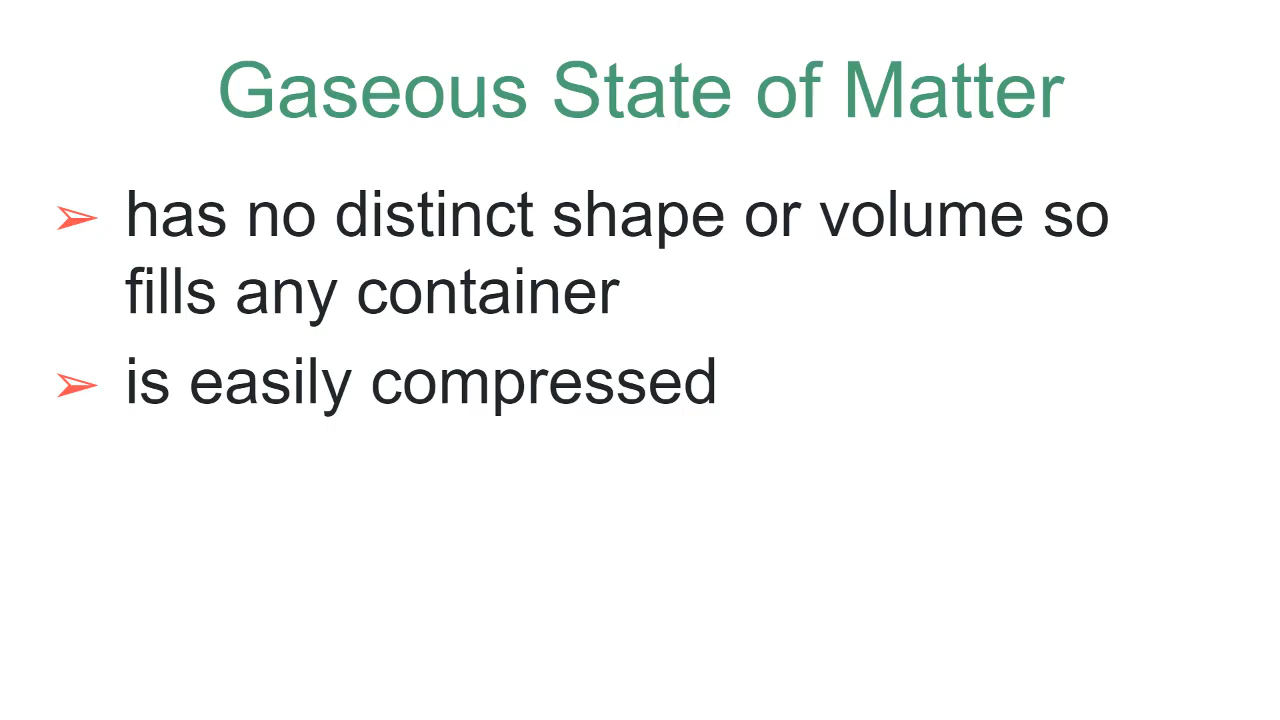 Gaseous State of Matter
➢ has no distinct shape or volume so
fills any container
➢ is easily compressed